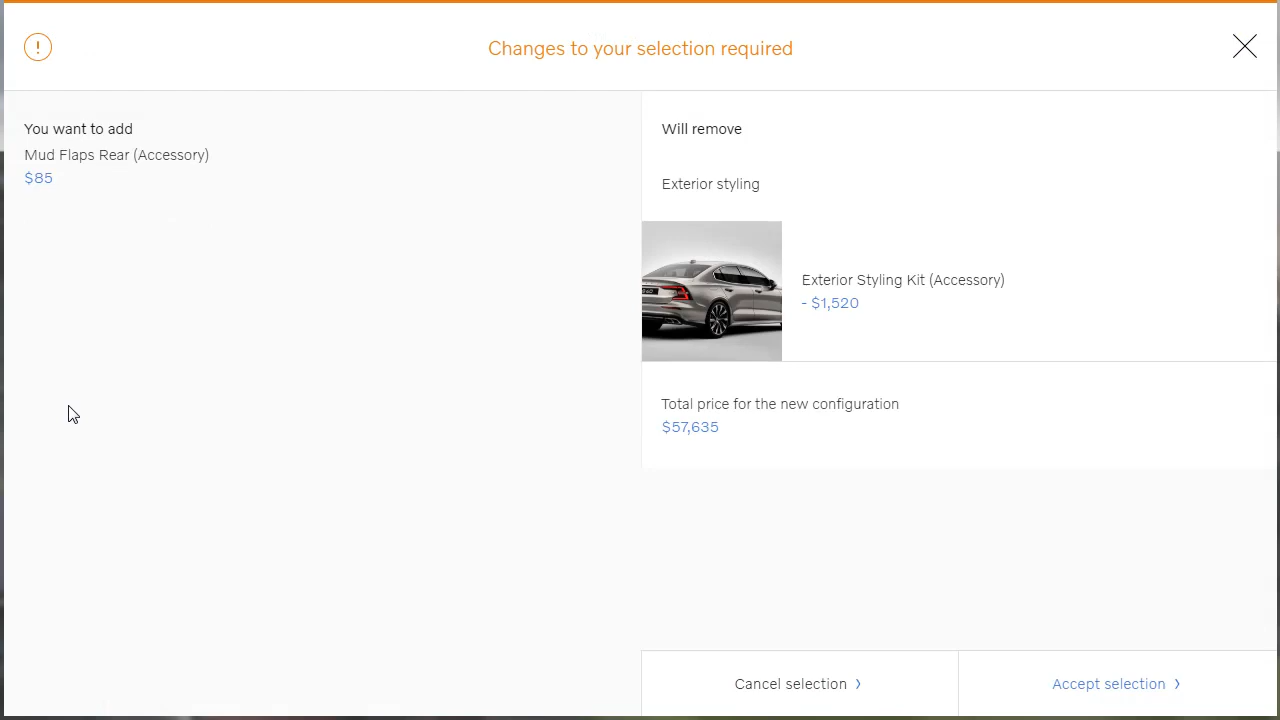 Changes to your selection required
You want to add
Mud Flaps Rear (Accessory)
$85
Will remove
Exterior styling
Exterior Styling Kit (Accessory)
- $1,520
Total price for the new configuration
$57,635
Cancel selection
Accept selection